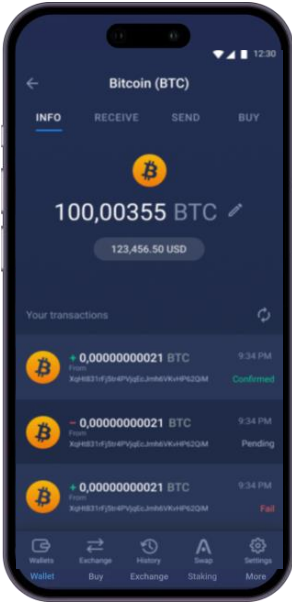 12:30
Bitcoin (BTC)
INFO RECEIVE SEND BUY
100,00355 BTC
123,456.50 USD
Your transactions
+ 0,00000000021 BTC 9:34 PM
From
Confirmed
− 0,00000000021 BTC 9:34 PM
From
Pending
+ 0,00000000021 BTC 9:34 PM
From
Fail
Wallets Exchange History Swap Settings
Wallet Buy Exchange Staking More